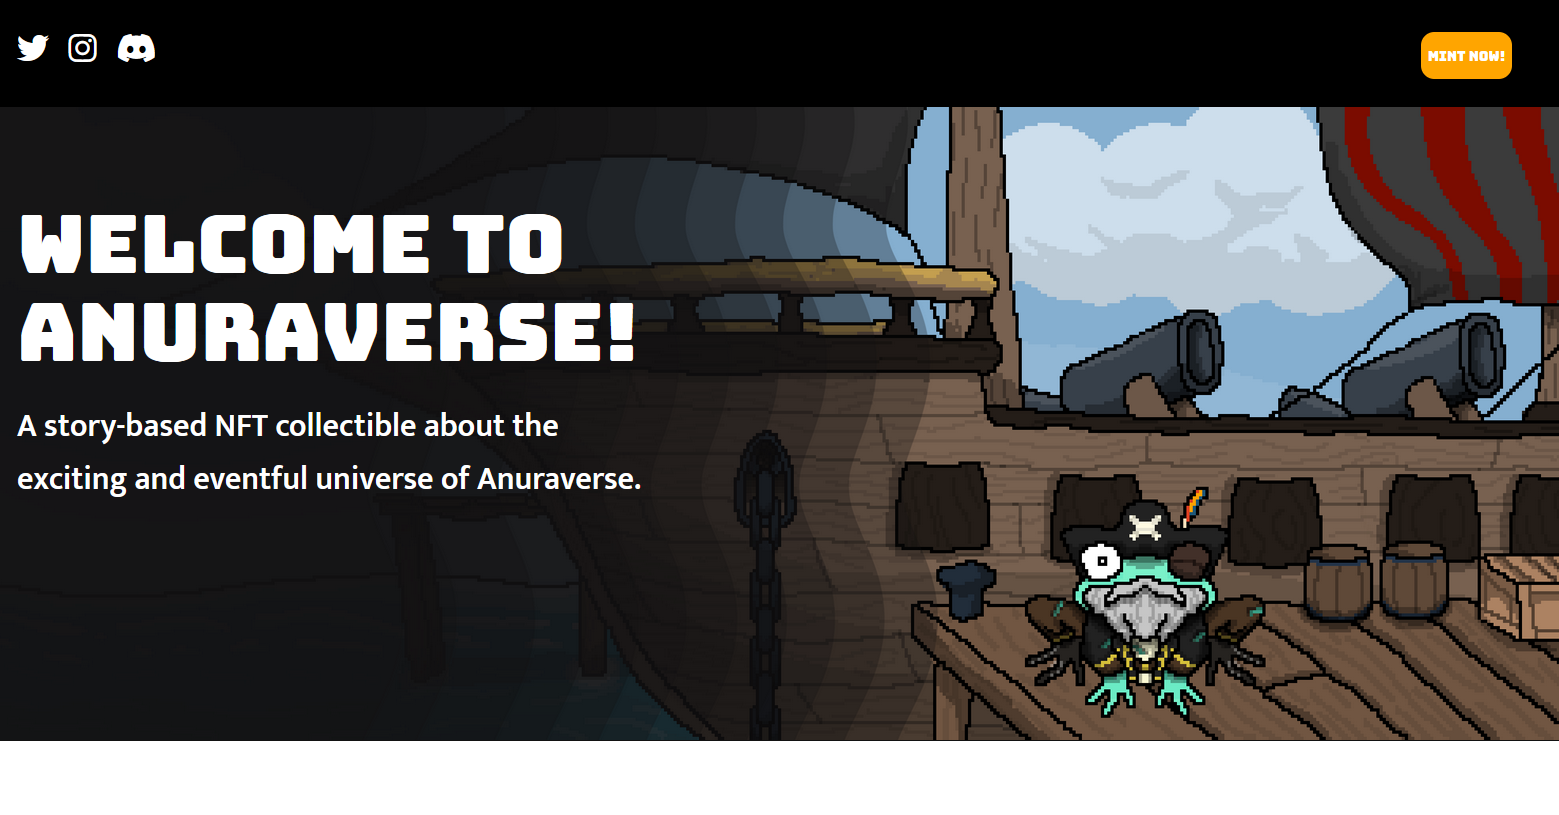 MINT NOW!
WELCOME TO
ANURAVERSE!
A story-based NFT collectible about the
exciting and eventful universe of Anuraverse.